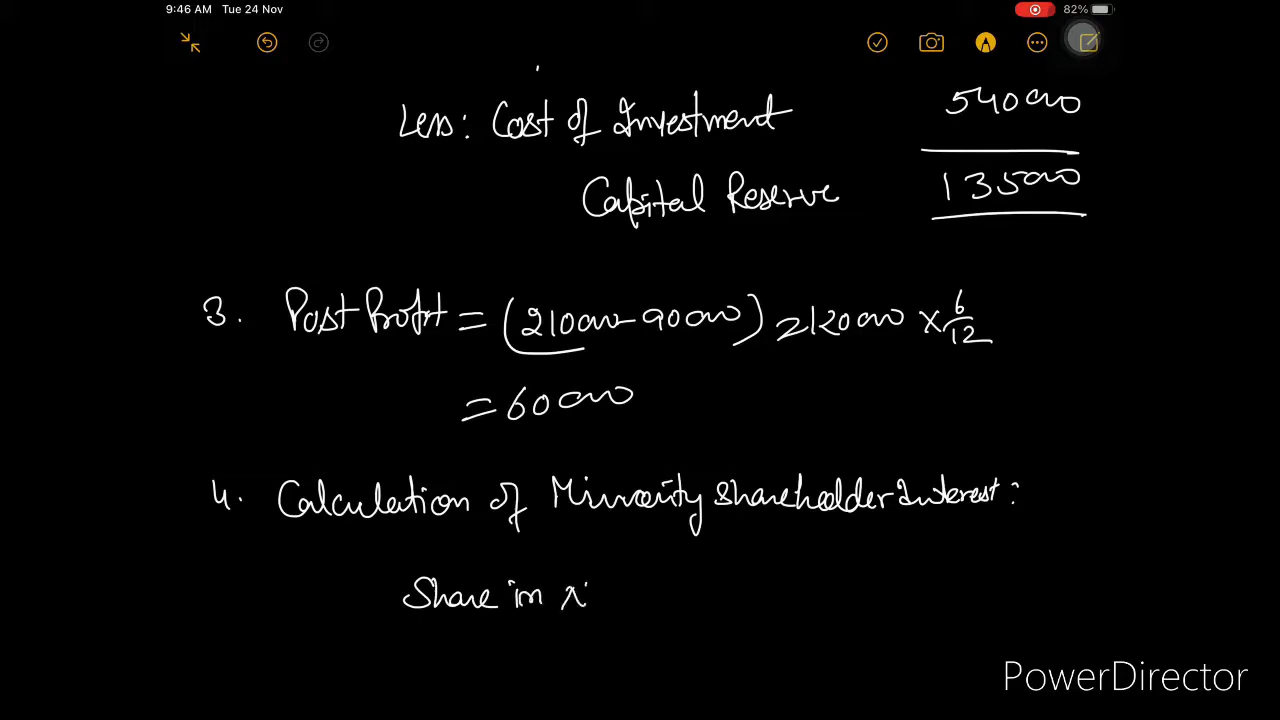 9:46 AM Tue 24 Nov 82%
Less: Cost of Investment 540000
Capital Reserve 135000
3. Post Profit = (210000-90000) = 120000 × 6/12
= 60000
4. Calculation of Minority Shareholder Interest:
Share in
PowerDirector